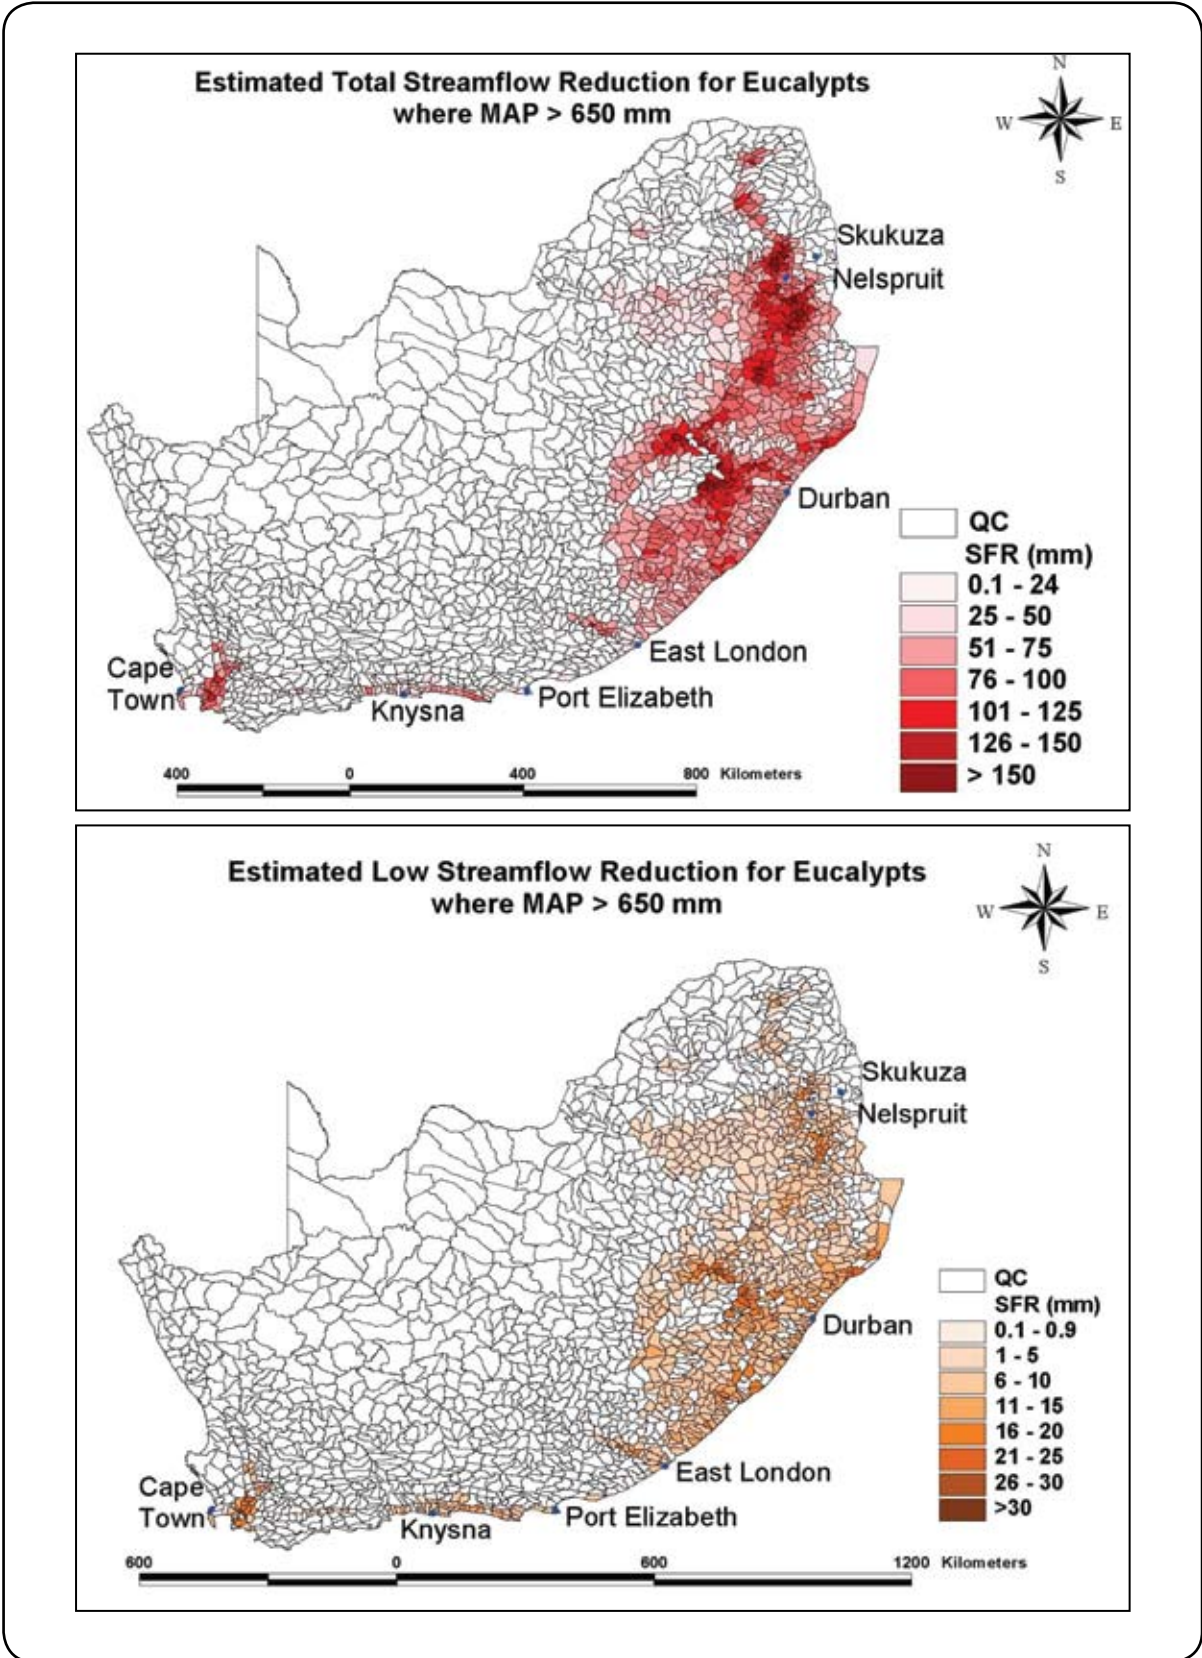 Estimated Total Streamflow Reduction for Eucalypts
where MAP > 650 mm
N
W
E
S
Skukuza
Nelspruit
Durban
East London
Port Elizabeth
Knysna
Cape
Town
QC
SFR (mm)
0.1 - 24
25 - 50
51 - 75
76 - 100
101 - 125
126 - 150
> 150
400 0 400 800 Kilometers
Estimated Low Streamflow Reduction for Eucalypts
where MAP > 650 mm
N
W
E
S
Skukuza
Nelspruit
Durban
East London
Port Elizabeth
Knysna
Cape
Town
QC
SFR (mm)
0.1 - 0.9
1 - 5
6 - 10
11 - 15
16 - 20
21 - 25
26 - 30
>30
600 0 600 1200 Kilometers